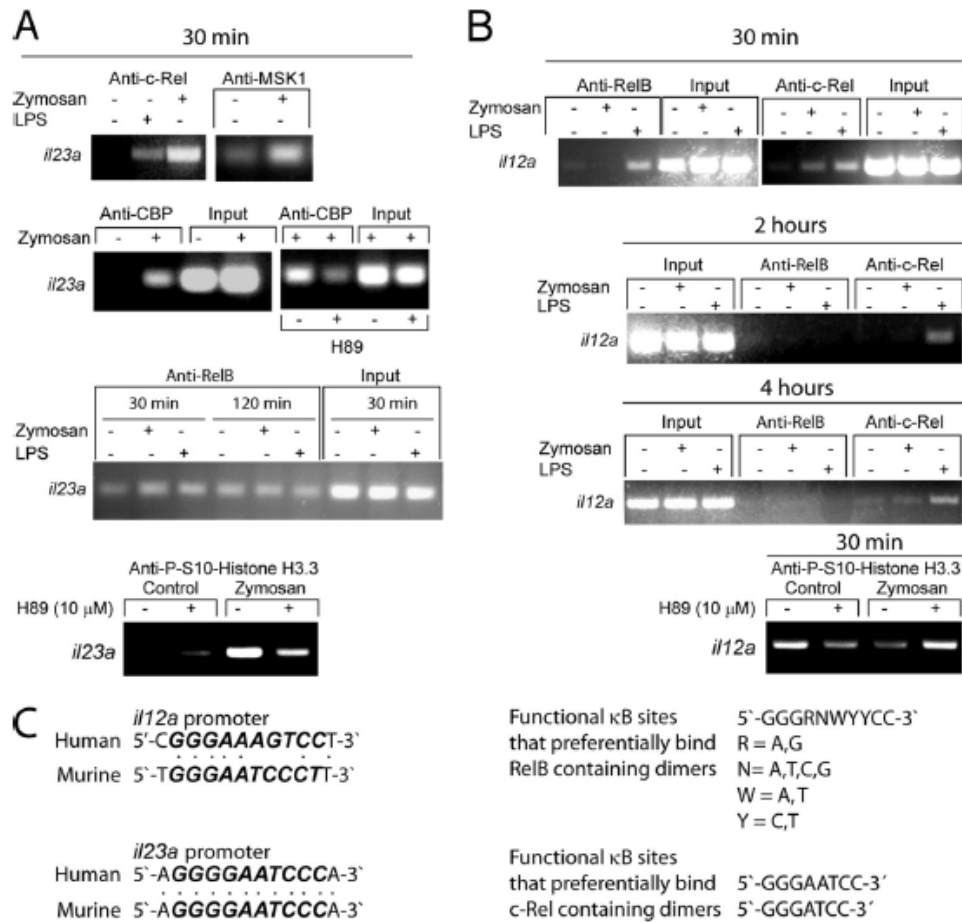 A
30 min
Anti-c-Rel Anti-MSK1
Zymosan - - + - +
LPS - + -
il23a
Anti-CBP Input Anti-CBP Input
Zymosan - + - + + + + +
il23a
- + - +
H89
Anti-RelB Input
30 min 120 min 30 min
Zymosan - + - - + - - + -
LPS - - + - - + - - +
il23a
Anti-P-S10-Histone H3.3
Control Zymosan
H89 (10 µM) - + - +
il23a
B
30 min
Anti-RelB Input Anti-c-Rel Input
Zymosan - + - - + - - + - - + -
LPS - - + - - + - - + - - +
il12a
2 hours
Input Anti-RelB Anti-c-Rel
Zymosan - + - - + - - + -
LPS - - + - - + - - +
il12a
4 hours
Input Anti-RelB Anti-c-Rel
Zymosan - + - - + - - + -
LPS - - + - - + - - +
il12a
30 min
Anti-P-S10-Histone H3.3
Control Zymosan
H89 (10 µM) - + - +
il12a
C
il12a promoter
Human 5'-CGGGAAAGTCCT-3`
Murine 5`-TGGGAATCCCTT-3`
il23a promoter
Human 5`-AGGGGAATCCCA-3`
Murine 5`-AGGGGAATCCCA-3`
Functional κB sites 5`-GGGRNWYYCC-3`
that preferentially bind R = A,G
RelB containing dimers N= A,T,C,G
W = A,T
Y = C,T
Functional κB sites
that preferentially bind 5`-GGGAATCC-3´
c-Rel containing dimers 5`-GGGATCC-3´